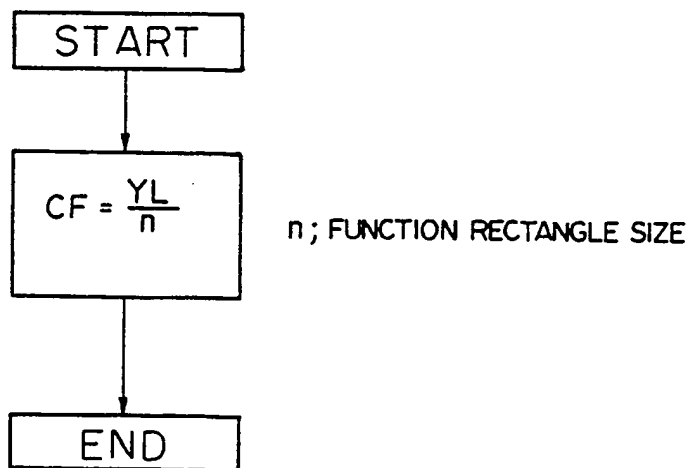 START
CF = YL/n
n; FUNCTION RECTANGLE SIZE
END